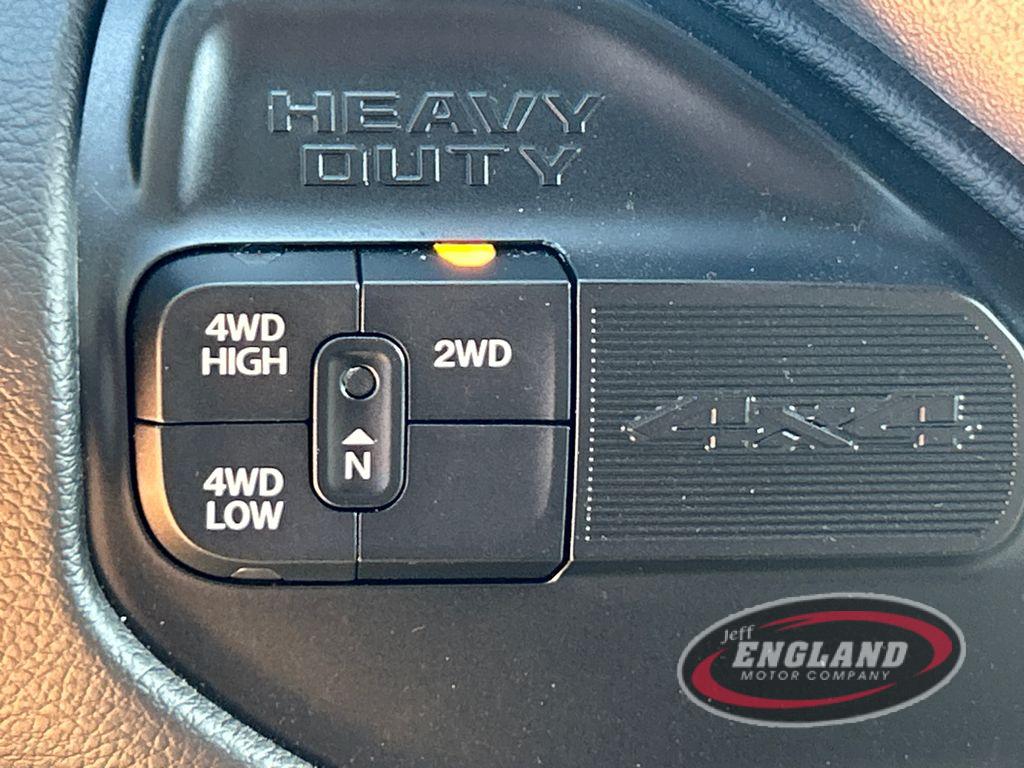 HEAVY
DUTY
4WD
HIGH
2WD
N
4WD
LOW
4x4
Jeff
ENGLAND
MOTOR COMPANY